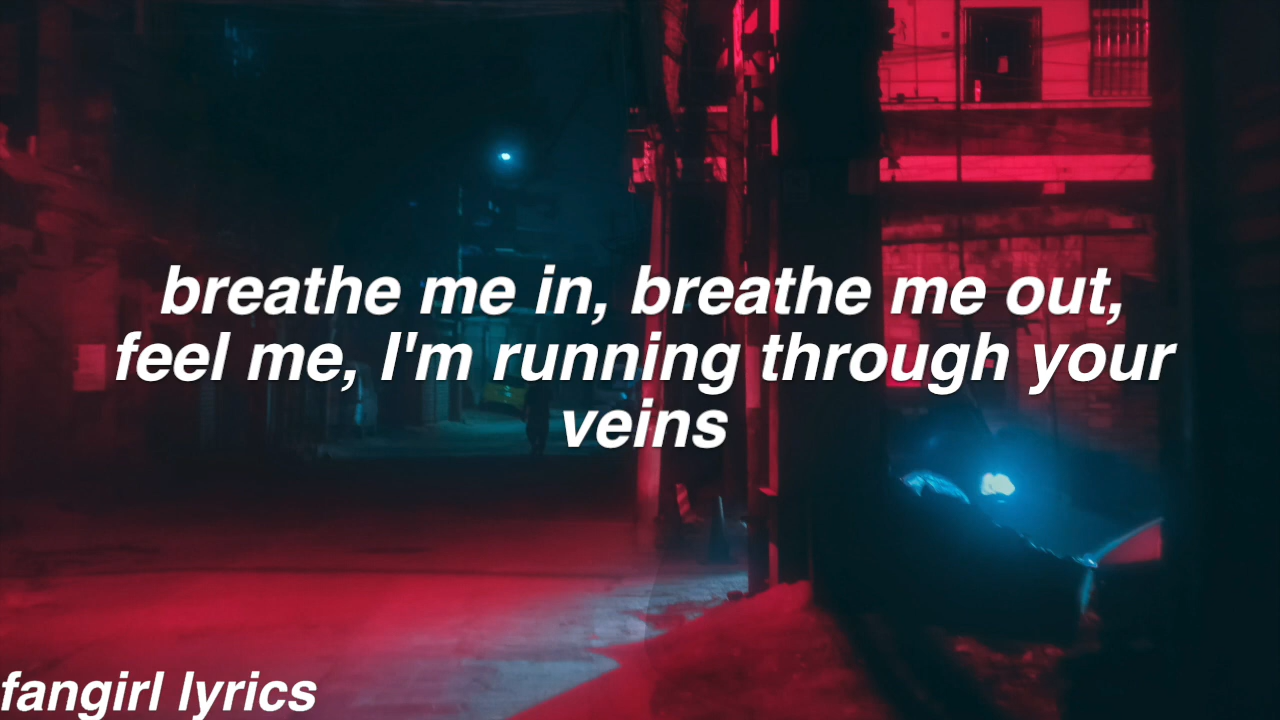 breathe me in, breathe me out,
feel me, I'm running through your
veins
fangirl lyrics